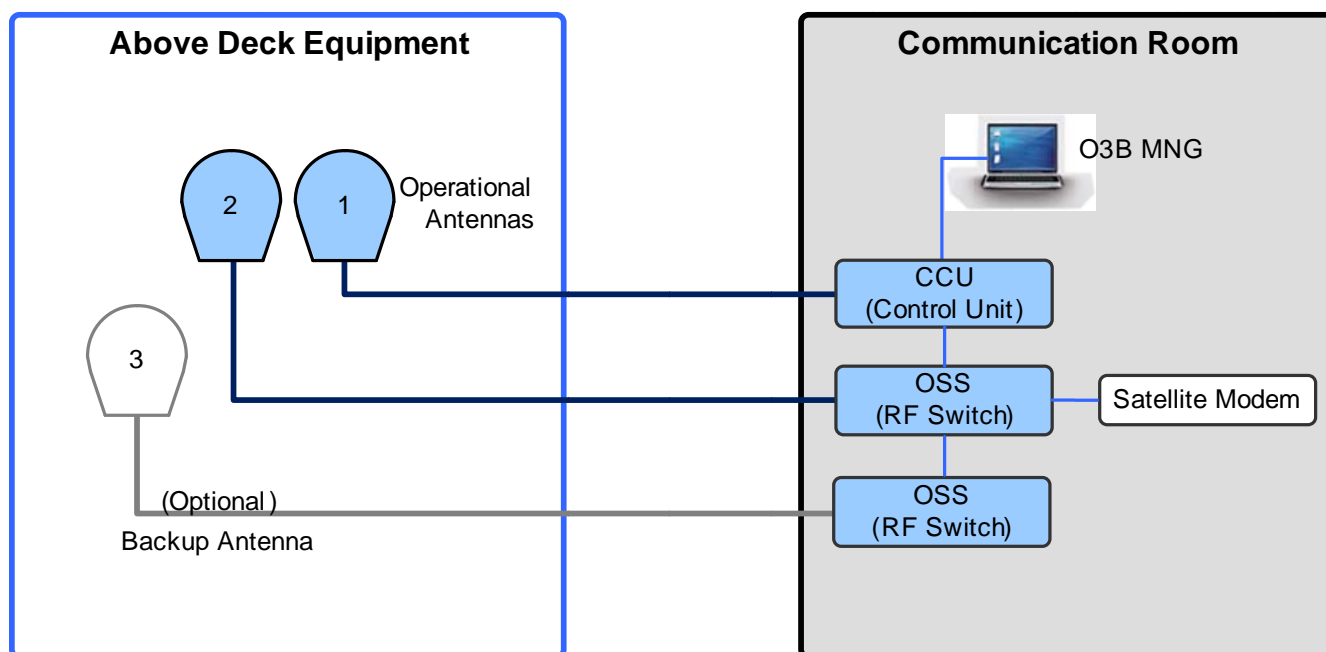 Above Deck Equipment
Communication Room
O3B MNG
2
1
Operational
Antennas
CCU
(Control Unit)
3
OSS
(RF Switch)
Satellite Modem
(Optional)
Backup Antenna
OSS
(RF Switch)